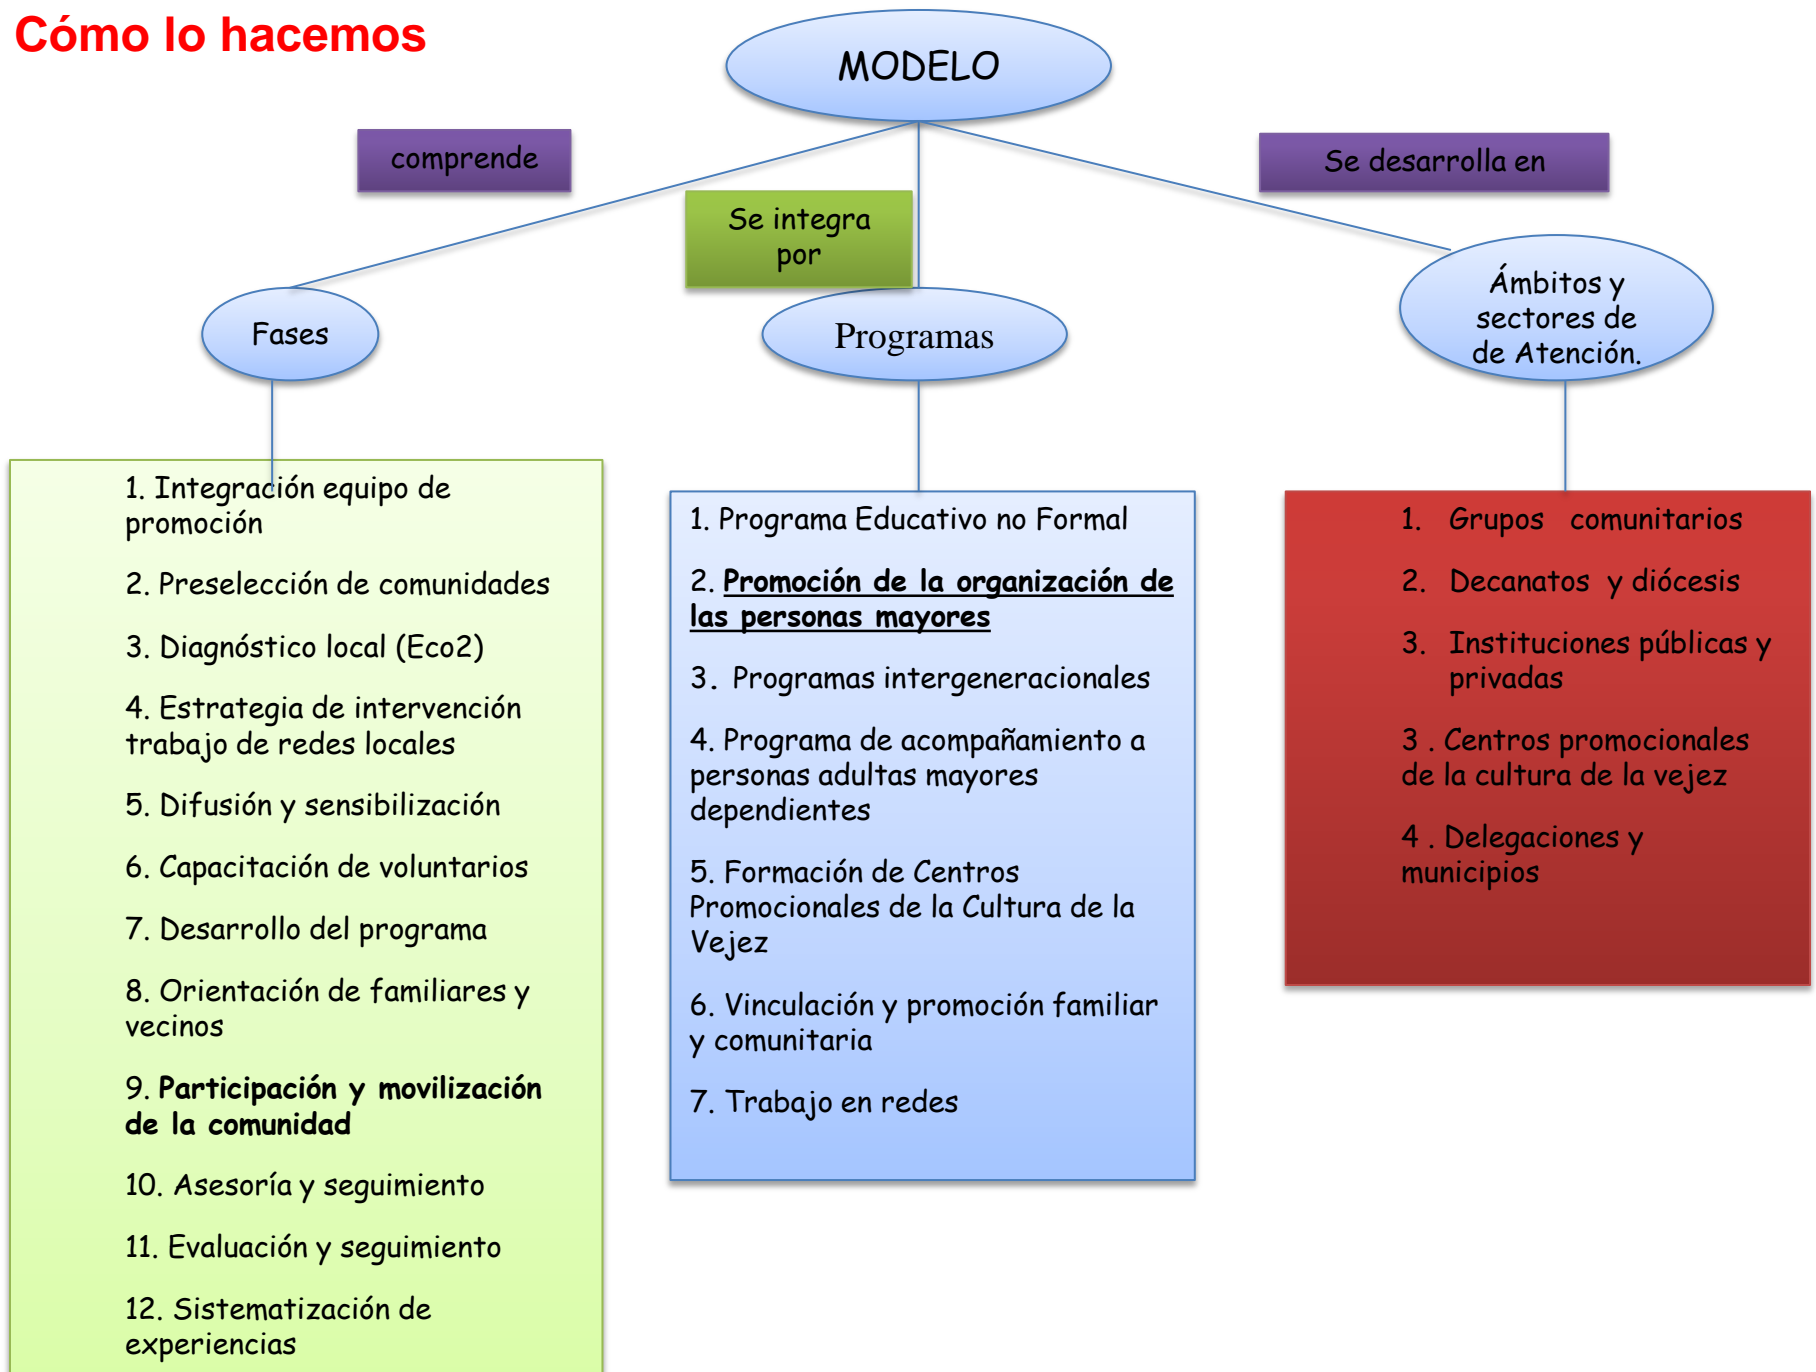 Cómo lo hacemos
MODELO
comprende
Se integra
por
Se desarrolla en
Fases
Programas
Ámbitos y
sectores de
de Atención.
1. Integración equipo de
promoción
2. Preselección de comunidades
3. Diagnóstico local (Eco2)
4. Estrategia de intervención
trabajo de redes locales
5. Difusión y sensibilización
6. Capacitación de voluntarios
7. Desarrollo del programa
8. Orientación de familiares y
vecinos
9. Participación y movilización
de la comunidad
10. Asesoría y seguimiento
11. Evaluación y seguimiento
12. Sistematización de
experiencias
1. Programa Educativo no Formal
2. Promoción de la organización de
las personas mayores
3. Programas intergeneracionales
4. Programa de acompañamiento a
personas adultas mayores
dependientes
5. Formación de Centros
Promocionales de la Cultura de la
Vejez
6. Vinculación y promoción familiar
y comunitaria
7. Trabajo en redes
1. Grupos comunitarios
2. Decanatos y diócesis
3. Instituciones públicas y
privadas
3 . Centros promocionales
de la cultura de la vejez
4 . Delegaciones y
municipios